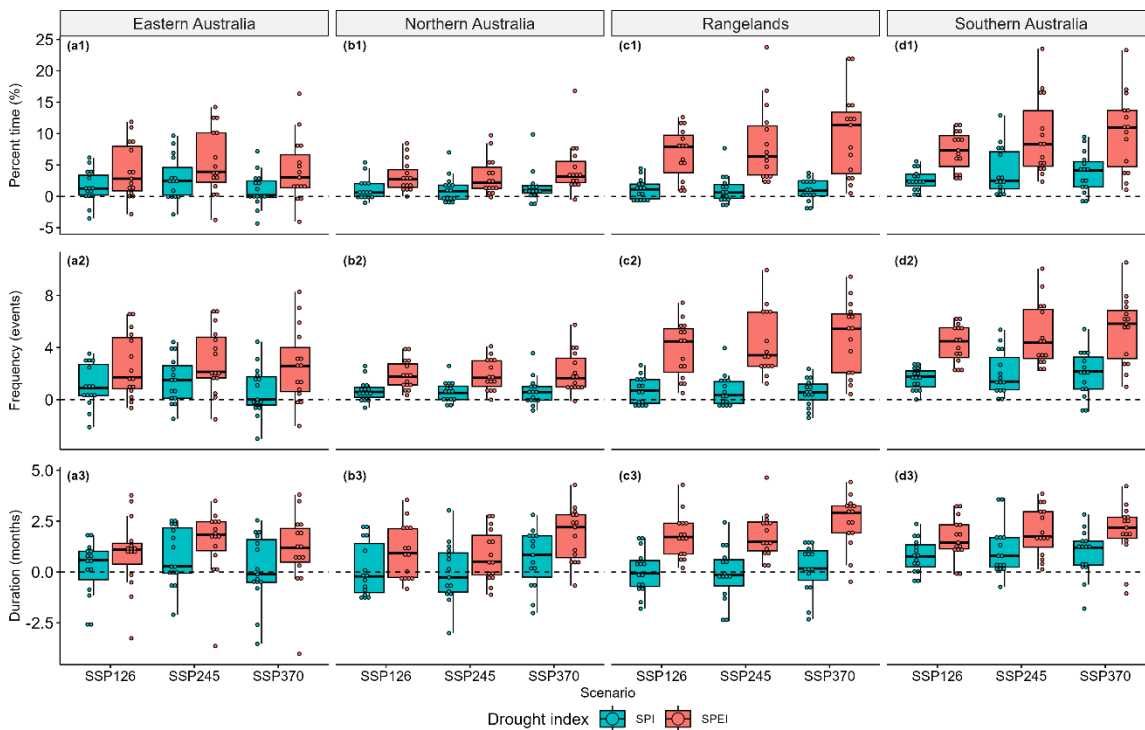 Eastern Australia Northern Australia Rangelands Southern Australia
(a1) (b1) (c1) (d1)
Percent time (%)
25
20
15
10
5
0
-5
(a2) (b2) (c2) (d2)
Frequency (events)
8
4
0
(a3) (b3) (c3) (d3)
Duration (months)
5.0
2.5
0.0
-2.5
SSP126 SSP245 SSP370 SSP126 SSP245 SSP370 SSP126 SSP245 SSP370 SSP126 SSP245 SSP370
Scenario
Drought index SPI SPEI